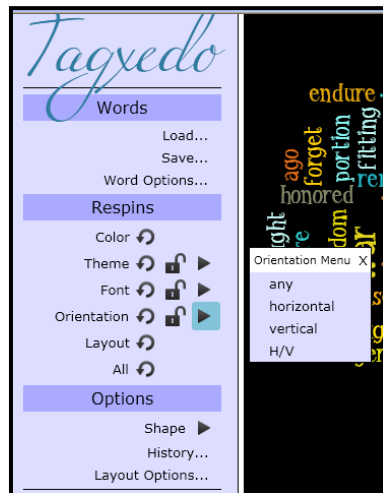 Tagxedo
Words
Load...
Save...
Word Options...
Respins
Color
Theme
Font
Orientation
Layout
All
Options
Shape
History...
Layout Options...
endure
ago
forget
portion
fitting
honored
Orientation Menu X
any
horizontal
vertical
H/V